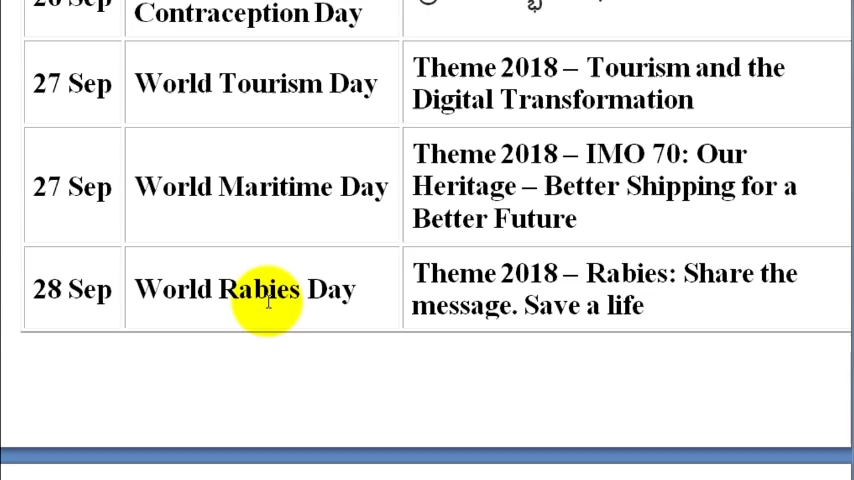 Contraception Day
27 Sep
World Tourism Day
Theme 2018 – Tourism and the
Digital Transformation
27 Sep
World Maritime Day
Theme 2018 – IMO 70: Our
Heritage – Better Shipping for a
Better Future
28 Sep
World Rabies Day
Theme 2018 – Rabies: Share the
message. Save a life